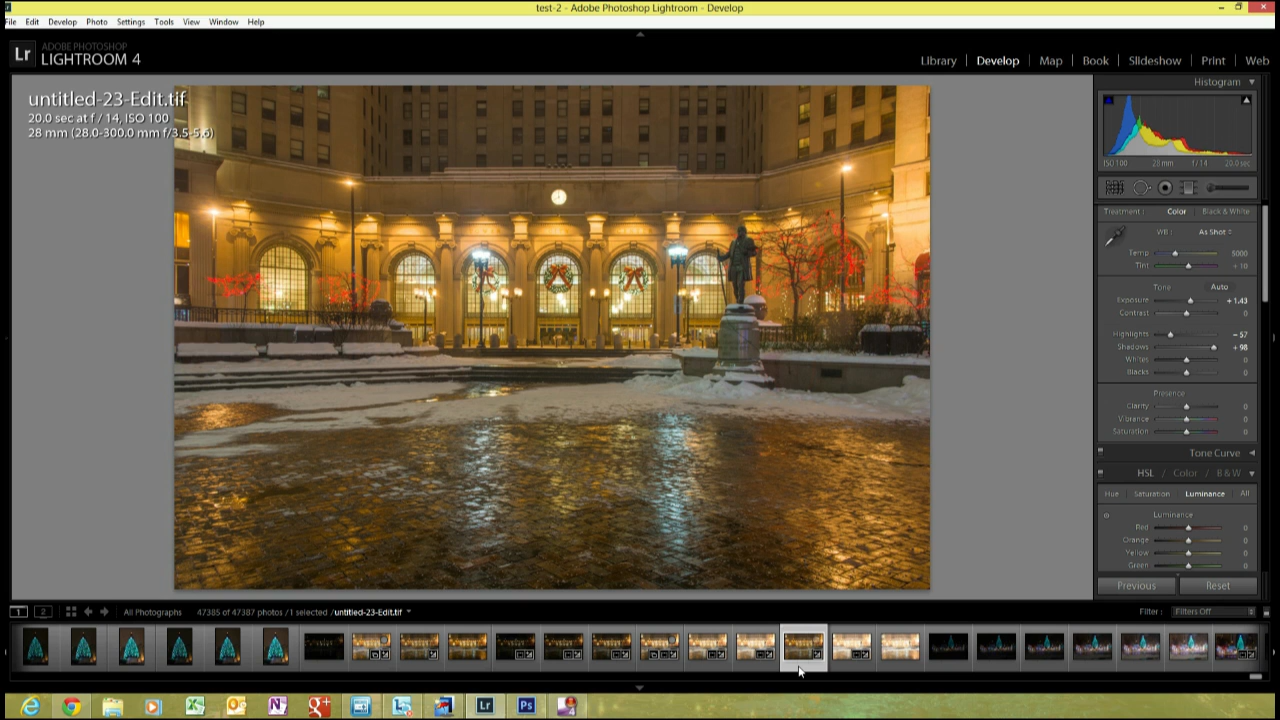 test-2 - Adobe Photoshop Lightroom - Develop
File Edit Develop Photo Settings Tools View Window Help
Lr ADOBE PHOTOSHOP
LIGHTROOM 4
Library | Develop | Map | Book | Slideshow | Print | Web
untitled-23-Edit.tif
20.0 sec at f / 14, ISO 100
28 mm (28.0-300.0 mm f/3.5-5.6)
Histogram
ISO 100 28 mm f/14 20.0 sec
Treatment : Color Black & White
WB : As Shot
Temp 5000
Tint + 10
Tone Auto
Exposure + 1.43
Contrast 0
Highlights - 57
Shadows + 98
Whites 0
Blacks 0
Presence
Clarity 0
Vibrance 0
Saturation 0
Tone Curve
HSL / Color / B & W
Hue Saturation Luminance All
Luminance
Red 0
Orange 0
Yellow 0
Green 0
Previous Reset
1 2 All Photographs 47385 of 47387 photos /1 selected /untitled-23-Edit.tif Filter : Filters Off
Lr Ps